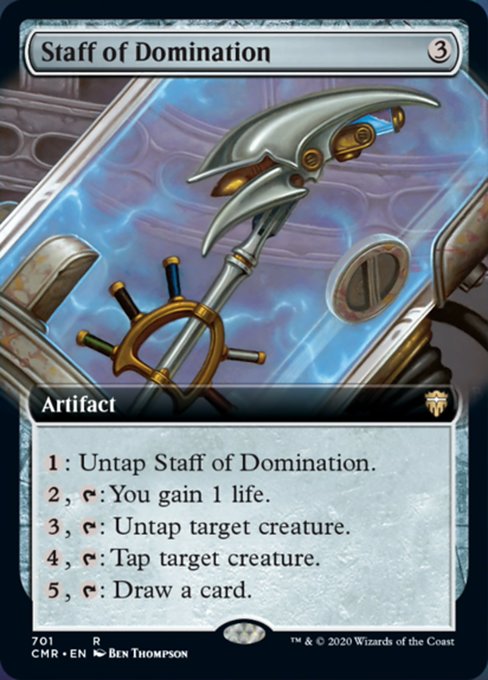 Staff of Domination 3
Artifact
1 : Untap Staff of Domination.
2 , : You gain 1 life.
3 , : Untap target creature.
4 , : Tap target creature.
5 , : Draw a card.
701 R
CMR • EN Ben Thompson
™ & © 2020 Wizards of the Coast